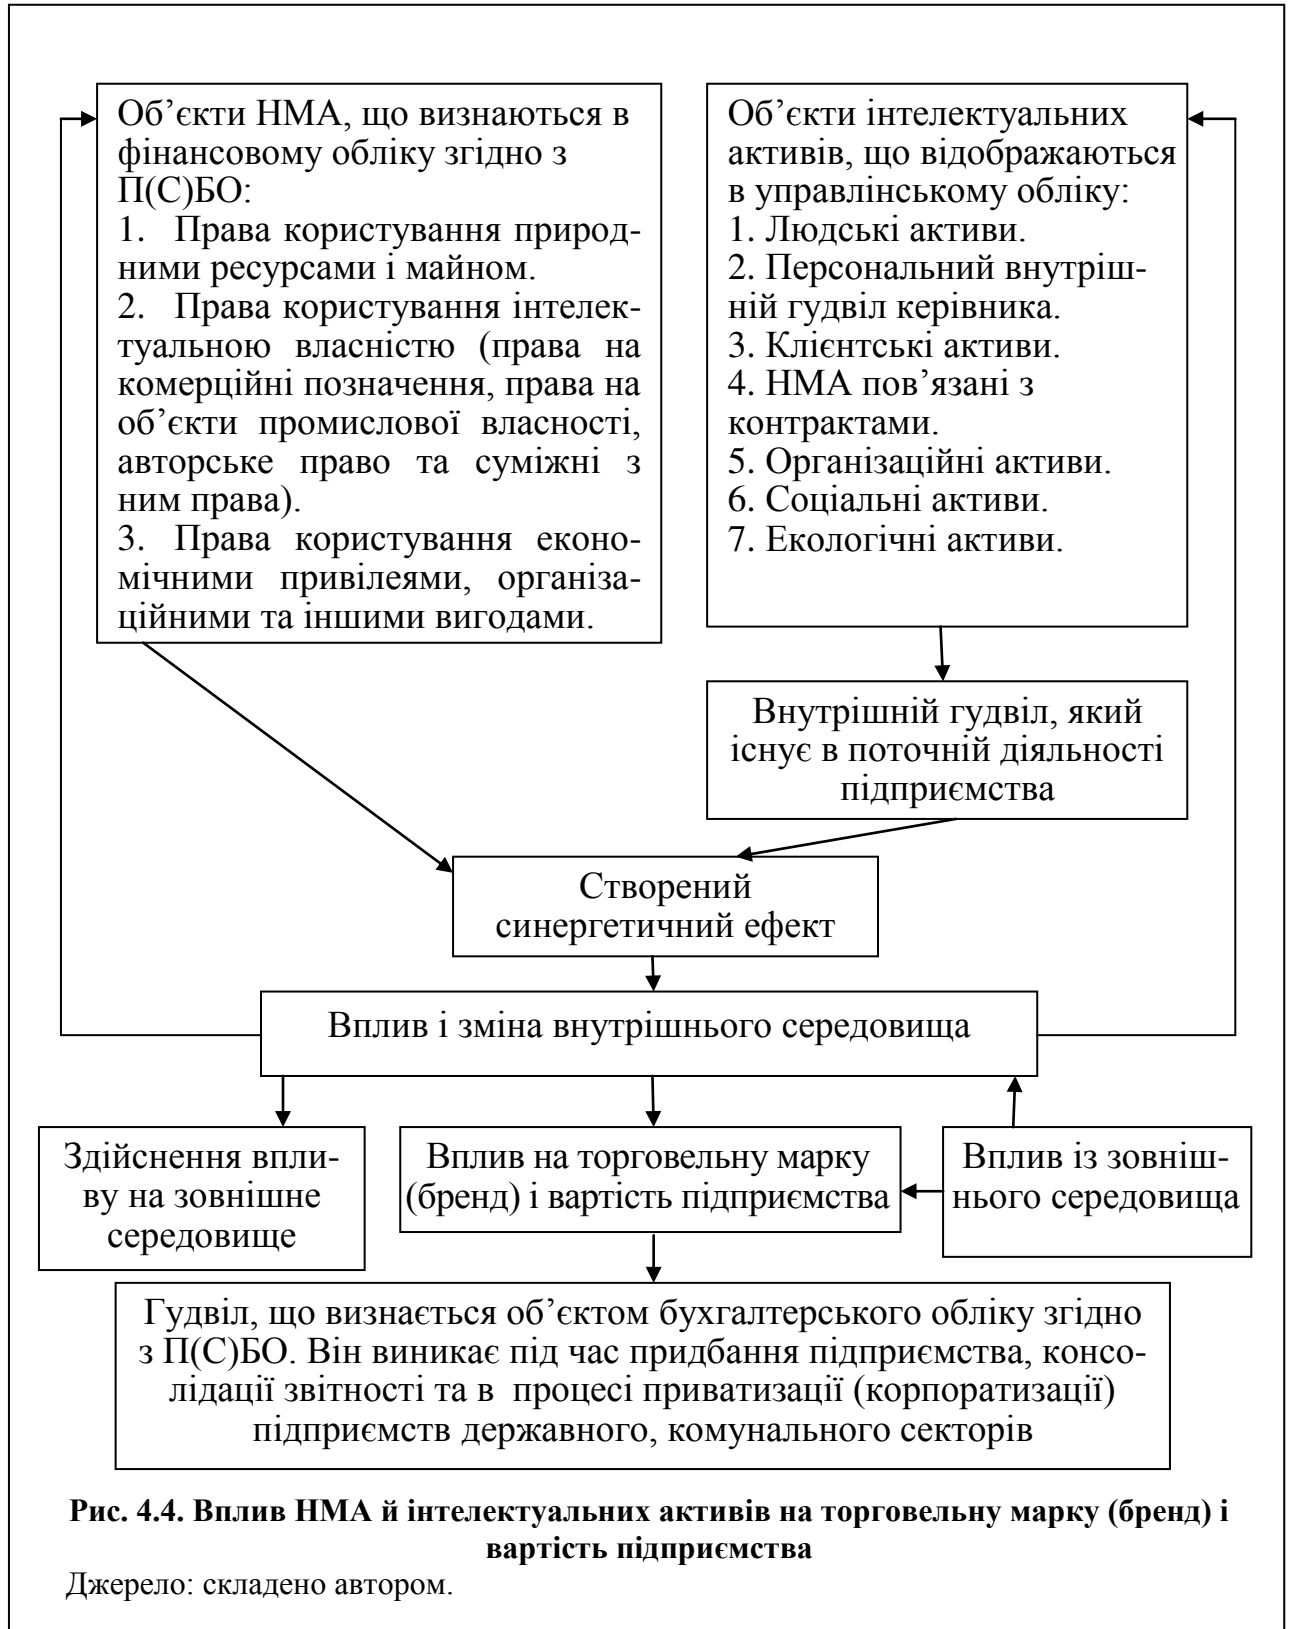 Об’єкти НМА, що визнаються в
фінансовому обліку згідно з
П(С)БО:
1. Права користування природ-
ними ресурсами і майном.
2. Права користування інтелек-
туальною власністю (права на
комерційні позначення, права на
об’єкти промислової власності,
авторське право та суміжні з
ним права).
3. Права користування еконо-
мічними привілеями, організа-
ційними та іншими вигодами.
Об’єкти інтелектуальних
активів, що відображаються
в управлінському обліку:
1. Людські активи.
2. Персональний внутріш-
ній гудвіл керівника.
3. Клієнтські активи.
4. НМА пов’язані з
контрактами.
5. Організаційні активи.
6. Соціальні активи.
7. Екологічні активи.
Внутрішній гудвіл, який
існує в поточній діяльності
підприємства
Створений
синергетичний ефект
Вплив і зміна внутрішнього середовища
Здійснення впли-
ву на зовнішне
середовище
Вплив на торговельну марку
(бренд) і вартість підприємства
Вплив із зовніш-
нього середовища
Гудвіл, що визнається об’єктом бухгалтерського обліку згідно
з П(С)БО. Він виникає під час придбання підприємства, консо-
лідації звітності та в процесі приватизації (корпоратизації)
підприємств державного, комунального секторів
Рис. 4.4. Вплив НМА й інтелектуальних активів на торговельну марку (бренд) і
вартість підприємства
Джерело: складено автором.